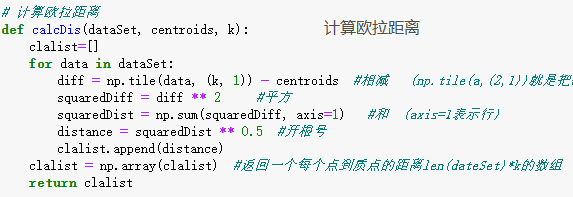 # 计算欧拉距离
def calcDis(dataSet, centroids, k): 计算欧拉距离
    clalist=[]
    for data in dataSet:
        diff = np.tile(data, (k, 1)) - centroids  #相减   (np.tile(a,(2,1))就是把
        squaredDiff = diff ** 2     #平方
        squaredDist = np.sum(squaredDiff, axis=1)   #和  (axis=1表示行)
        distance = squaredDist ** 0.5  #开根号
        clalist.append(distance)
    clalist = np.array(clalist)  #返回一个每个点到质点的距离len(dateSet)*k的数组
    return clalist